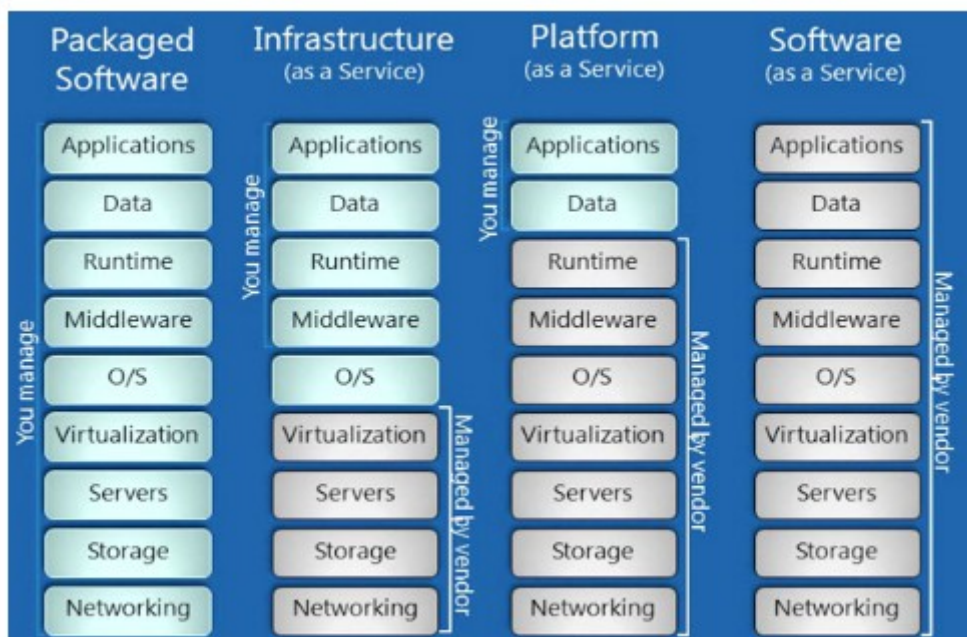 Packaged
Software
You manage
Applications
Data
Runtime
Middleware
O/S
Virtualization
Servers
Storage
Networking
Infrastructure
(as a Service)
You manage
Applications
Data
Runtime
Middleware
O/S
Virtualization
Servers
Storage
Networking
Managed by vendor
Platform
(as a Service)
You manage
Applications
Data
Runtime
Middleware
O/S
Virtualization
Servers
Storage
Networking
Managed by vendor
Software
(as a Service)
Applications
Data
Runtime
Middleware
O/S
Virtualization
Servers
Storage
Networking
Managed by vendor